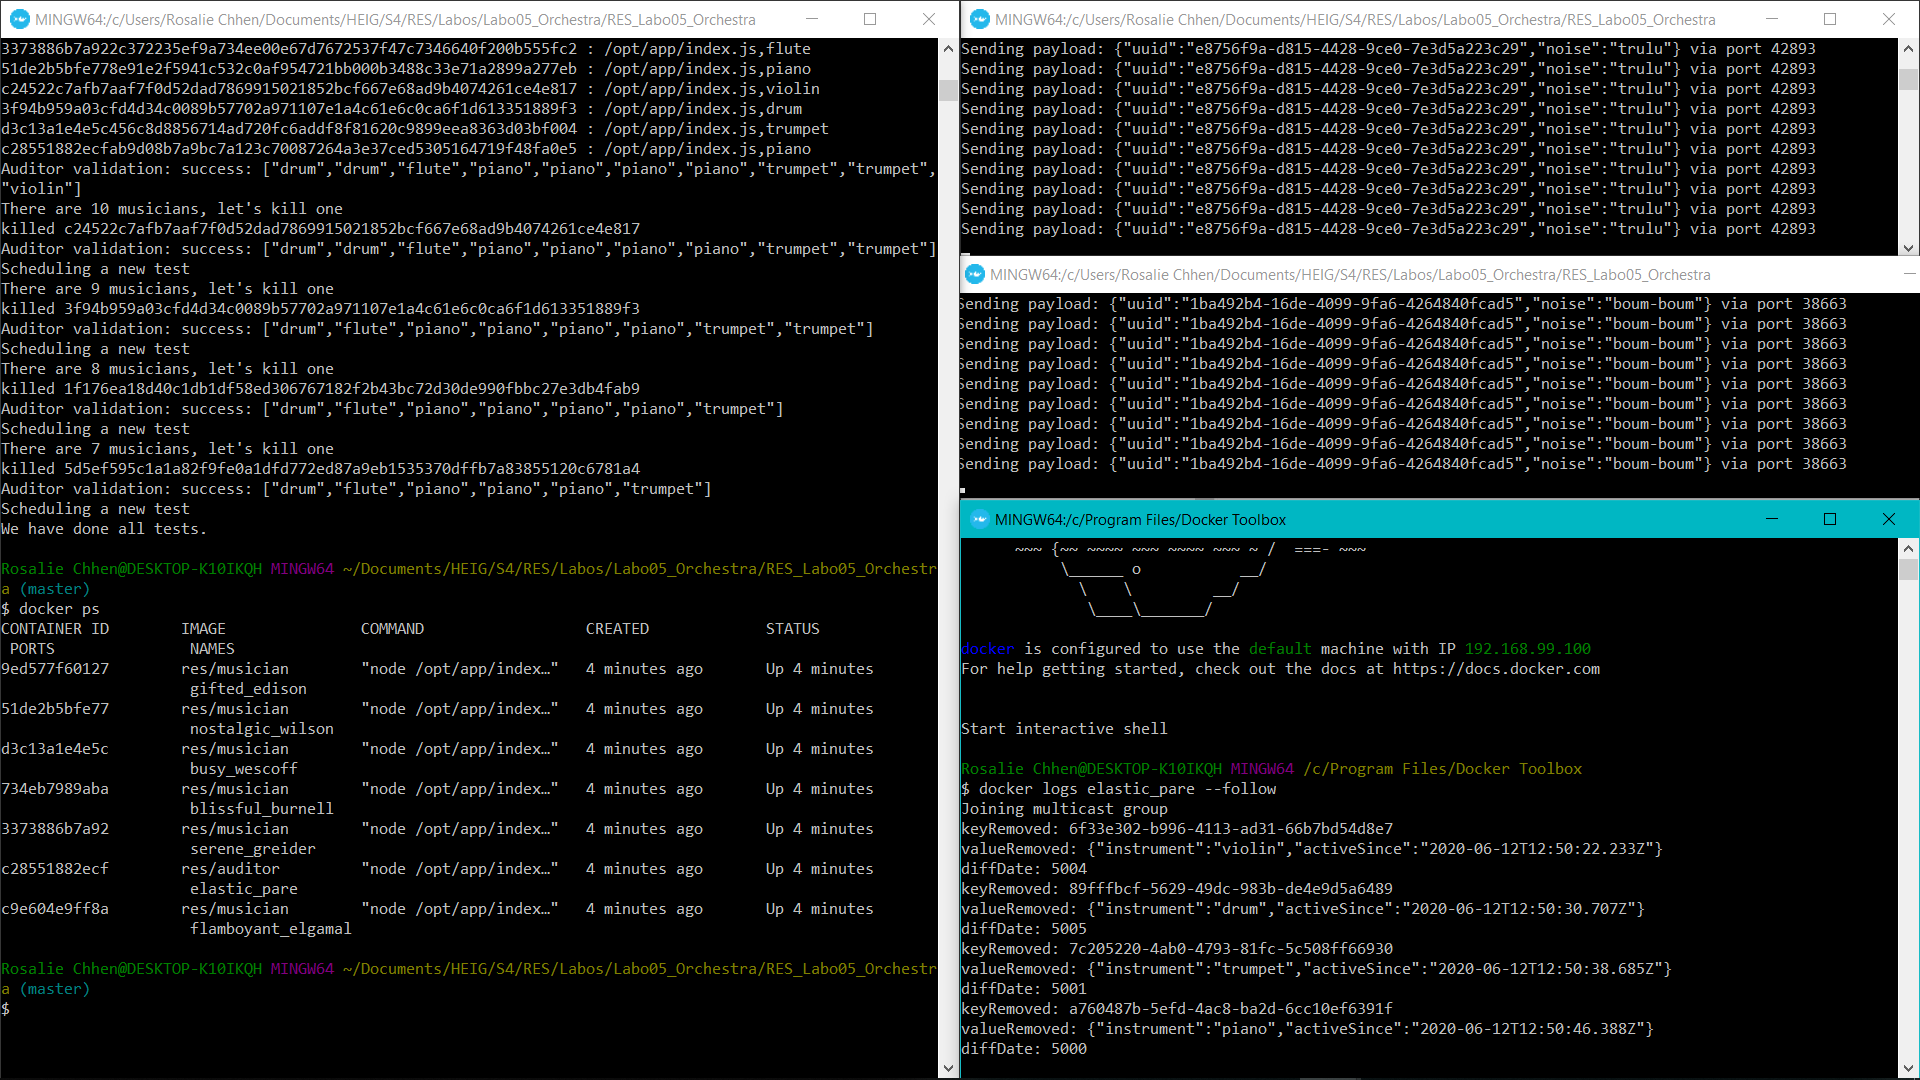 MINGW64:/c/Users/Rosalie Chhen/Documents/HEIG/S4/RES/Labos/Labo05_Orchestra/RES_Labo05_Orchestra
3373886b7a922c372235ef9a734ee00e67d7672537f47c7346640f200b555fc2 : /opt/app/index.js,flute
51de2b5bfe778e91e2f5941c532c0af954721bb000b3488c33e71a2899a277eb : /opt/app/index.js,piano
c24522c7afb7aaf7f0d52dad7869915021852bcf667e68ad9b4074261ce4e817 : /opt/app/index.js,violin
3f94b959a03cfd4d34c0089b57702a971107e1a4c61e6c0ca6f1d613351889f3 : /opt/app/index.js,drum
d3c13a1e4e5c456c8d8856714ad720fc6addf8f81620c9899eea8363d03bf004 : /opt/app/index.js,trumpet
c28551882ecfab9d08b7a9bc7a123c70087264a3e37ced5305164719f48fa0e5 : /opt/app/index.js,piano
Auditor validation: success: ["drum","drum","flute","piano","piano","piano","piano","trumpet","trumpet",
"violin"]
There are 10 musicians, let's kill one
killed c24522c7afb7aaf7f0d52dad7869915021852bcf667e68ad9b4074261ce4e817
Auditor validation: success: ["drum","drum","flute","piano","piano","piano","piano","trumpet","trumpet"]
Scheduling a new test
There are 9 musicians, let's kill one
killed 3f94b959a03cfd4d34c0089b57702a971107e1a4c61e6c0ca6f1d613351889f3
Auditor validation: success: ["drum","flute","piano","piano","piano","piano","trumpet","trumpet"]
Scheduling a new test
There are 8 musicians, let's kill one
killed 1f176ea18d40c1db1df58ed306767182f2b43bc72d30de990fbbc27e3db4fab9
Auditor validation: success: ["drum","flute","piano","piano","piano","piano","trumpet"]
Scheduling a new test
There are 7 musicians, let's kill one
killed 5d5ef595c1a1a82f9fe0a1dfd772ed87a9eb1535370dffb7a83855120c6781a4
Auditor validation: success: ["drum","flute","piano","piano","piano","trumpet"]
Scheduling a new test
We have done all tests.
Rosalie Chhen@DESKTOP-K10IKQH MINGW64 ~/Documents/HEIG/S4/RES/Labos/Labo05_Orchestra/RES_Labo05_Orchestr
a (master)
$ docker ps
CONTAINER ID IMAGE COMMAND CREATED STATUS
PORTS NAMES
9ed577f60127 res/musician "node /opt/app/index…" 4 minutes ago Up 4 minutes
gifted_edison
51de2b5bfe77 res/musician "node /opt/app/index…" 4 minutes ago Up 4 minutes
nostalgic_wilson
d3c13a1e4e5c res/musician "node /opt/app/index…" 4 minutes ago Up 4 minutes
busy_wescoff
734eb7989aba res/musician "node /opt/app/index…" 4 minutes ago Up 4 minutes
blissful_burnell
3373886b7a92 res/musician "node /opt/app/index…" 4 minutes ago Up 4 minutes
serene_greider
c28551882ecf res/auditor "node /opt/app/index…" 4 minutes ago Up 4 minutes
elastic_pare
c9e604e9ff8a res/musician "node /opt/app/index…" 4 minutes ago Up 4 minutes
flamboyant_elgamal
Rosalie Chhen@DESKTOP-K10IKQH MINGW64 ~/Documents/HEIG/S4/RES/Labos/Labo05_Orchestra/RES_Labo05_Orchestr
a (master)
$
MINGW64:/c/Users/Rosalie Chhen/Documents/HEIG/S4/RES/Labos/Labo05_Orchestra/RES_Labo05_Orchestra
Sending payload: {"uuid":"e8756f9a-d815-4428-9ce0-7e3d5a223c29","noise":"trulu"} via port 42893
Sending payload: {"uuid":"e8756f9a-d815-4428-9ce0-7e3d5a223c29","noise":"trulu"} via port 42893
Sending payload: {"uuid":"e8756f9a-d815-4428-9ce0-7e3d5a223c29","noise":"trulu"} via port 42893
Sending payload: {"uuid":"e8756f9a-d815-4428-9ce0-7e3d5a223c29","noise":"trulu"} via port 42893
Sending payload: {"uuid":"e8756f9a-d815-4428-9ce0-7e3d5a223c29","noise":"trulu"} via port 42893
Sending payload: {"uuid":"e8756f9a-d815-4428-9ce0-7e3d5a223c29","noise":"trulu"} via port 42893
Sending payload: {"uuid":"e8756f9a-d815-4428-9ce0-7e3d5a223c29","noise":"trulu"} via port 42893
Sending payload: {"uuid":"e8756f9a-d815-4428-9ce0-7e3d5a223c29","noise":"trulu"} via port 42893
Sending payload: {"uuid":"e8756f9a-d815-4428-9ce0-7e3d5a223c29","noise":"trulu"} via port 42893
Sending payload: {"uuid":"e8756f9a-d815-4428-9ce0-7e3d5a223c29","noise":"trulu"} via port 42893
MINGW64:/c/Users/Rosalie Chhen/Documents/HEIG/S4/RES/Labos/Labo05_Orchestra/RES_Labo05_Orchestra
Sending payload: {"uuid":"1ba492b4-16de-4099-9fa6-4264840fcad5","noise":"boum-boum"} via port 38663
Sending payload: {"uuid":"1ba492b4-16de-4099-9fa6-4264840fcad5","noise":"boum-boum"} via port 38663
Sending payload: {"uuid":"1ba492b4-16de-4099-9fa6-4264840fcad5","noise":"boum-boum"} via port 38663
Sending payload: {"uuid":"1ba492b4-16de-4099-9fa6-4264840fcad5","noise":"boum-boum"} via port 38663
Sending payload: {"uuid":"1ba492b4-16de-4099-9fa6-4264840fcad5","noise":"boum-boum"} via port 38663
Sending payload: {"uuid":"1ba492b4-16de-4099-9fa6-4264840fcad5","noise":"boum-boum"} via port 38663
Sending payload: {"uuid":"1ba492b4-16de-4099-9fa6-4264840fcad5","noise":"boum-boum"} via port 38663
Sending payload: {"uuid":"1ba492b4-16de-4099-9fa6-4264840fcad5","noise":"boum-boum"} via port 38663
Sending payload: {"uuid":"1ba492b4-16de-4099-9fa6-4264840fcad5","noise":"boum-boum"} via port 38663
MINGW64:/c/Program Files/Docker Toolbox
~~~ {~~ ~~~~ ~~~ ~~~~ ~~~ ~ / ===- ~~~
\______ o __/
\ \ __/
\____\_______/
docker is configured to use the default machine with IP 192.168.99.100
For help getting started, check out the docs at https://docs.docker.com
Start interactive shell
Rosalie Chhen@DESKTOP-K10IKQH MINGW64 /c/Program Files/Docker Toolbox
$ docker logs elastic_pare --follow
Joining multicast group
keyRemoved: 6f33e302-b996-4113-ad31-66b7bd54d8e7
valueRemoved: {"instrument":"violin","activeSince":"2020-06-12T12:50:22.233Z"}
diffDate: 5004
keyRemoved: 89fffbcf-5629-49dc-983b-de4e9d5a6489
valueRemoved: {"instrument":"drum","activeSince":"2020-06-12T12:50:30.707Z"}
diffDate: 5005
keyRemoved: 7c205220-4ab0-4793-81fc-5c508ff66930
valueRemoved: {"instrument":"trumpet","activeSince":"2020-06-12T12:50:38.685Z"}
diffDate: 5001
keyRemoved: a760487b-5efd-4ac8-ba2d-6cc10ef6391f
valueRemoved: {"instrument":"piano","activeSince":"2020-06-12T12:50:46.388Z"}
diffDate: 5000